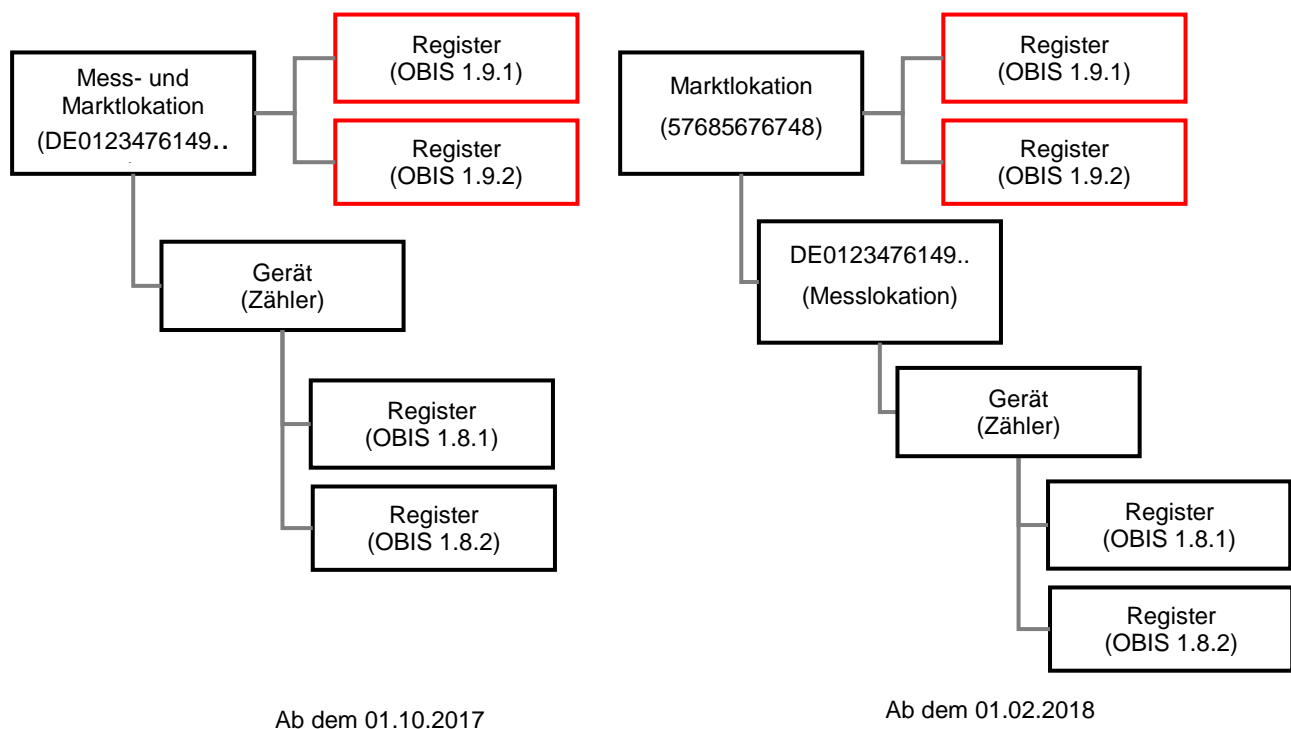 Mess- und
Marktlokation
(DE0123476149..
.
Register
(OBIS 1.9.1)
Register
(OBIS 1.9.2)
Gerät
(Zähler)
Register
(OBIS 1.8.1)
Register
(OBIS 1.8.2)
Ab dem 01.10.2017
Marktlokation
(57685676748)
Register
(OBIS 1.9.1)
Register
(OBIS 1.9.2)
DE0123476149..
(Messlokation)
Gerät
(Zähler)
Register
(OBIS 1.8.1)
Register
(OBIS 1.8.2)
Ab dem 01.02.2018